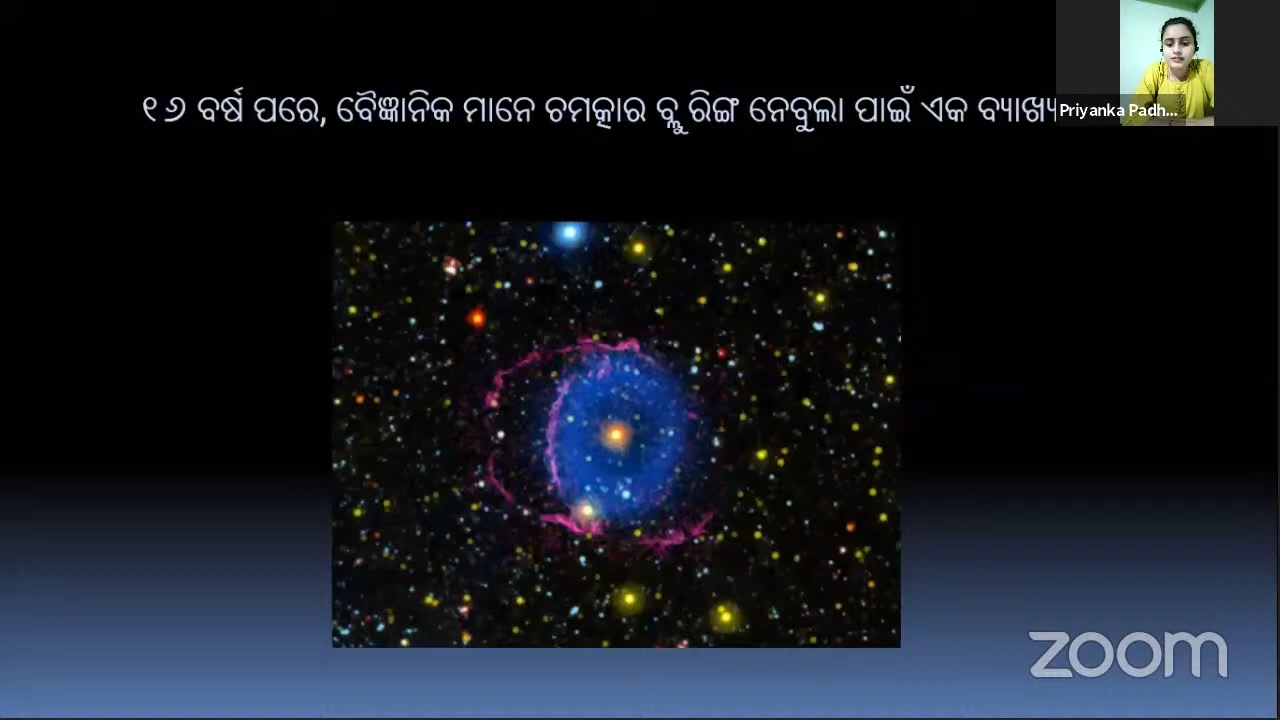 ୧୬ ବର୍ଷ ପରେ, ବୈଜ୍ଞାନିକ ମାନେ ଚମତ୍କାର ବ୍ଲୁ ରିଙ୍ଗ ନେବୁଲା ପାଇଁ ଏକ
Priyanka Padh...
zoom